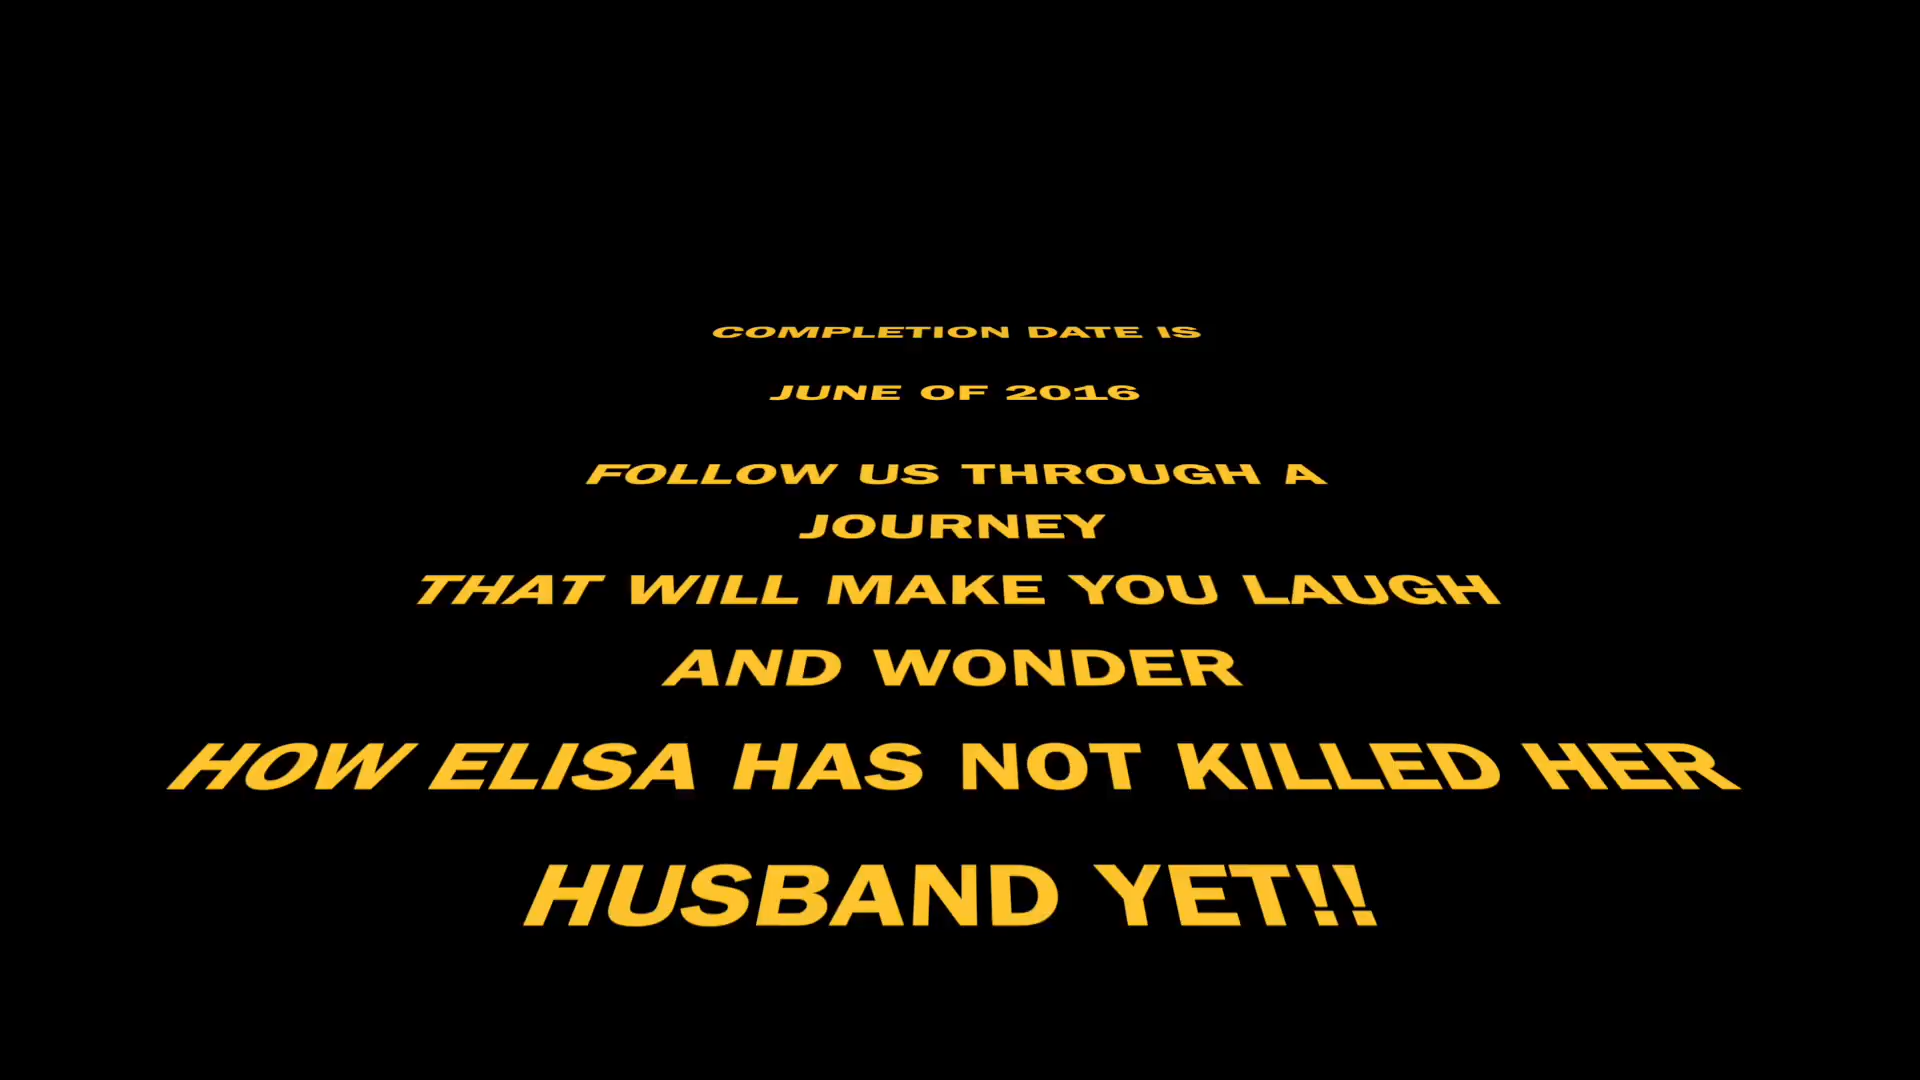 COMPLETION DATE IS
JUNE OF 2016
FOLLOW US THROUGH A
JOURNEY
THAT WILL MAKE YOU LAUGH
AND WONDER
HOW ELISA HAS NOT KILLED HER
HUSBAND YET!!